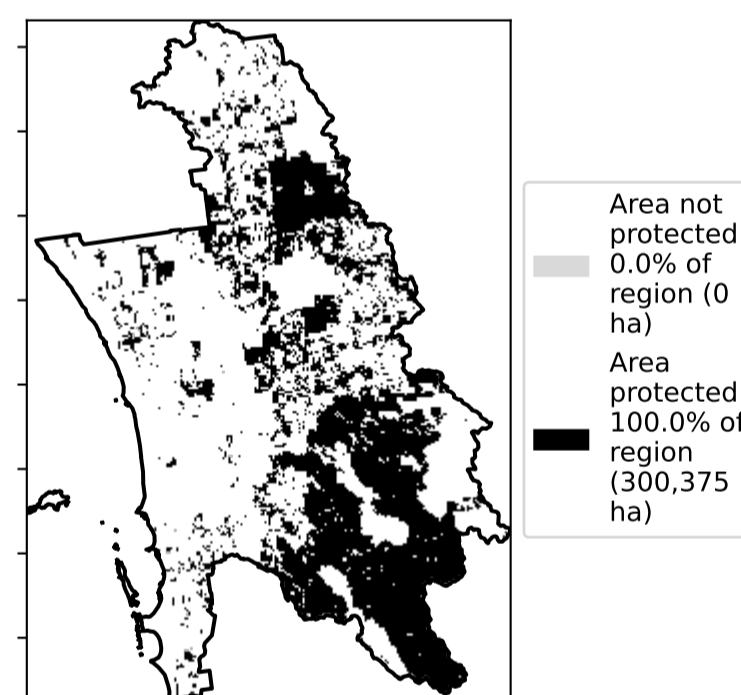 Area not
protected
0.0% of
region (0
ha)
Area
protected
100.0% of
region
(300,375
ha)